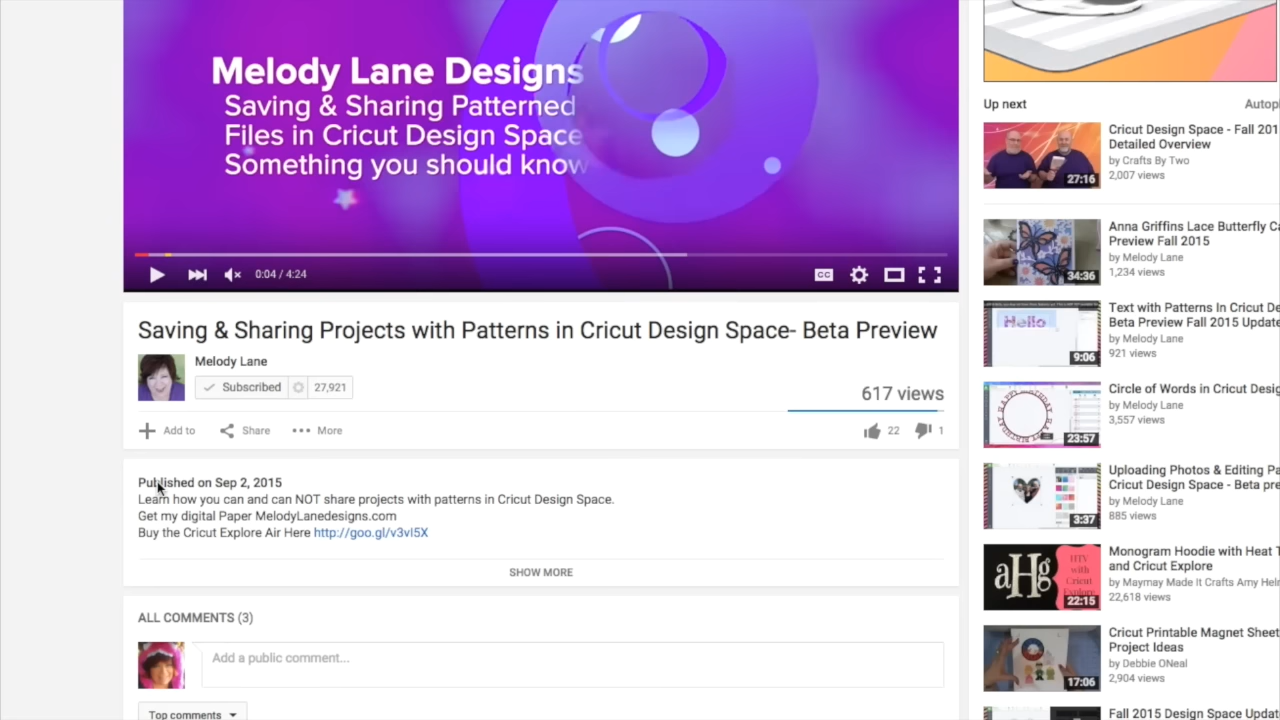 Melody Lane Designs
Saving & Sharing Patterned
Files in Cricut Design Space
Something you should know
0:04 / 4:24
CC
Saving & Sharing Projects with Patterns in Cricut Design Space- Beta Preview
Melody Lane
Subscribed 27,921
617 views
Add to Share More
22 1
Published on Sep 2, 2015
Learn how you can and can NOT share projects with patterns in Cricut Design Space.
Get my digital Paper MelodyLanedesigns.com
Buy the Cricut Explore Air Here http://goo.gl/v3vI5X
SHOW MORE
ALL COMMENTS (3)
Add a public comment...
Top comments
Up next
27:16
Cricut Design Space - Fall 201
Detailed Overview
by Crafts By Two
2,007 views
34:36
Anna Griffins Lace Butterfly
Preview Fall 2015
by Melody Lane
1,234 views
Hello
9:06
Text with Patterns In Cricut
Beta Preview Fall 2015
by Melody Lane
921 views
23:57
Circle of Words in Cricut
by Melody Lane
3,557 views
3:37
Uploading Photos & Editing
Cricut Design Space - Beta
by Melody Lane
885 views
aHg
HTV
with
Cricut
22:15
Monogram Hoodie with Heat
and Cricut Explore
by Maymay Made It Crafts Amy
22,618 views
17:06
Cricut Printable Magnet Sheet
Project Ideas
by Debbie ONeal
2,904 views
Fall 2015 Design Space